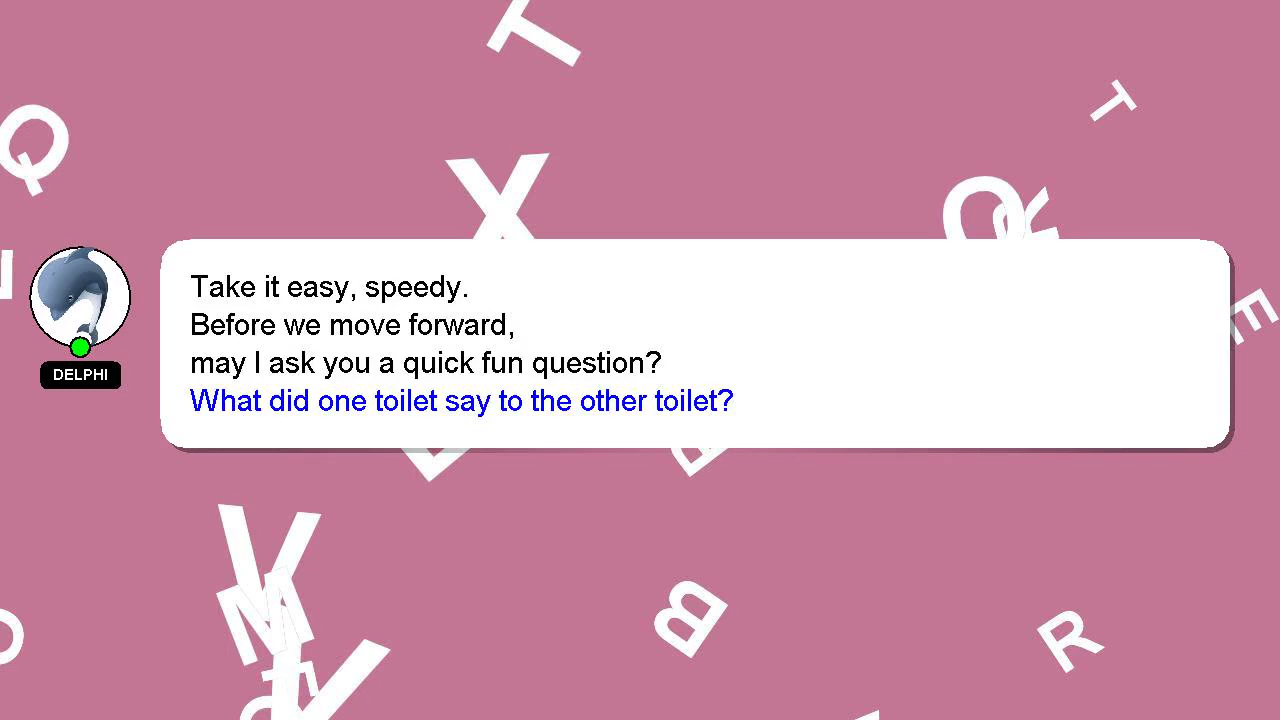 Take it easy, speedy.
Before we move forward,
may I ask you a quick fun question?
What did one toilet say to the other toilet?
DELPHI
T
Q
T
X
Q
E
V
M
V
B
R